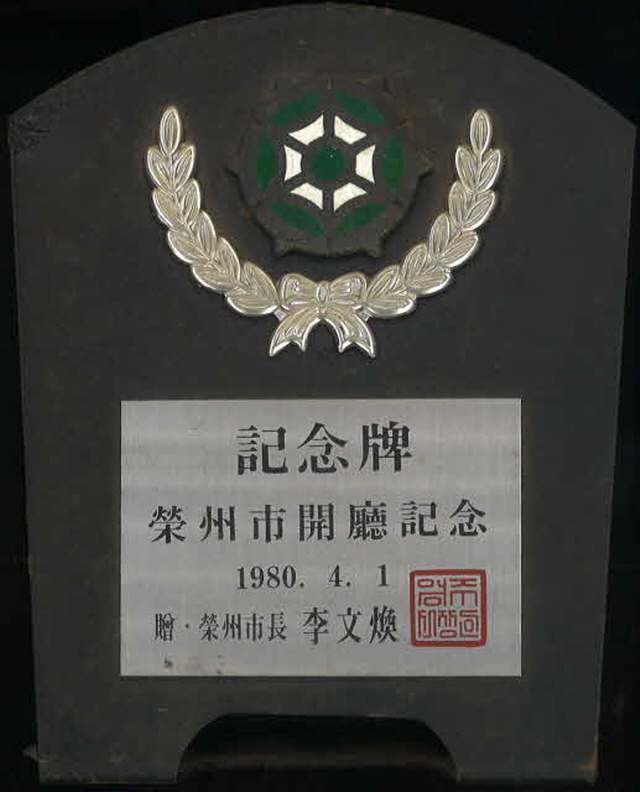 記念牌
榮州市開廳記念
1980. 4. 1
贈·榮州市長 李文煥